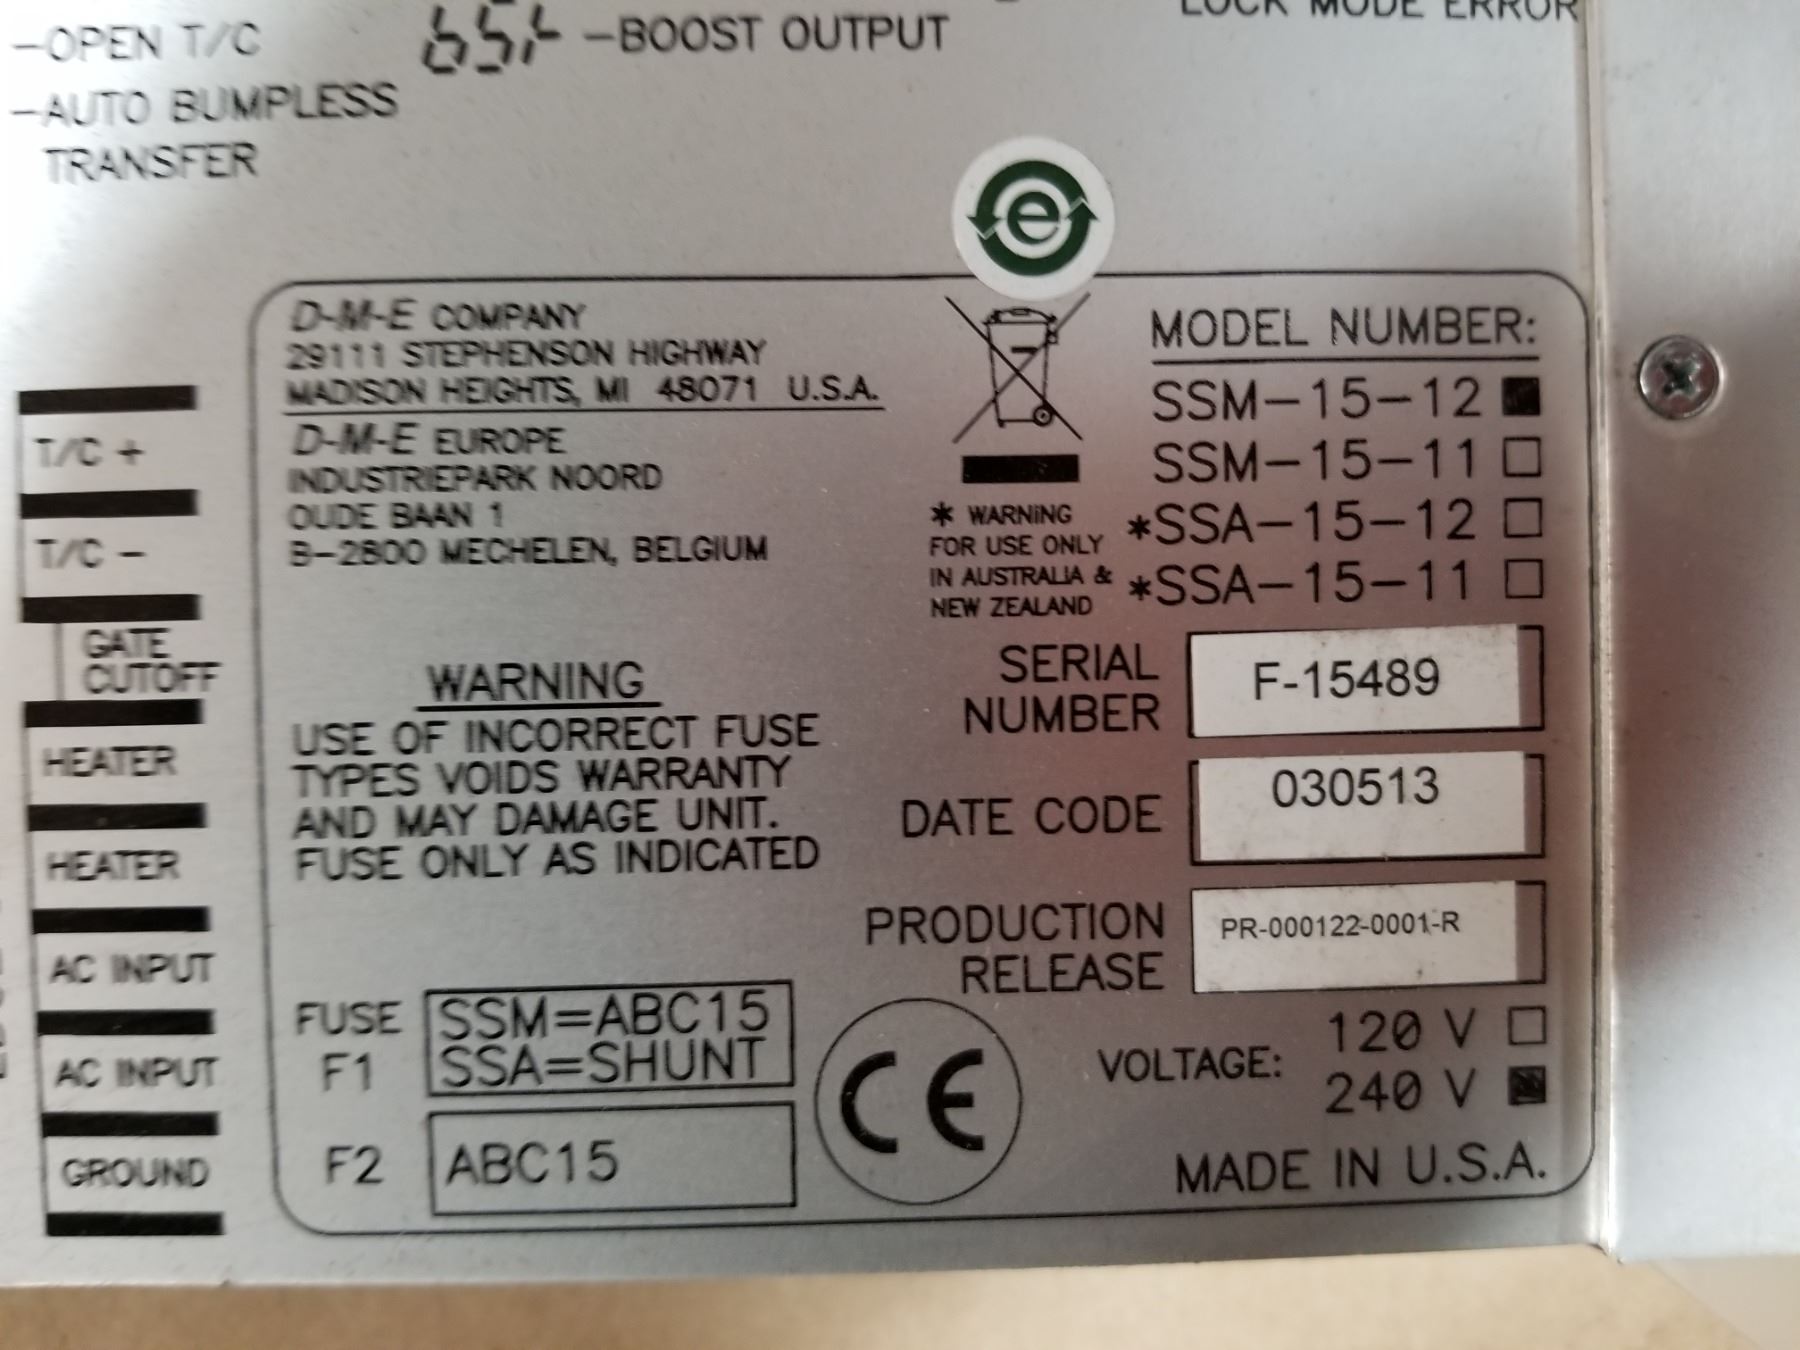 -OPEN T/C
-AUTO BUMPLESS
TRANSFER
-BOOST OUTPUT
LOCK MODE ERROR
e
T/C +
T/C -
GATE
CUTOFF
HEATER
HEATER
AC INPUT
AC INPUT
GROUND
D-M-E COMPANY
29111 STEPHENSON HIGHWAY
MADISON HEIGHTS, MI 48071 U.S.A.
D-M-E EUROPE
INDUSTRIEPARK NOORD
OUDE BAAN 1
B-2800 MECHELEN, BELGIUM
* WARNING
FOR USE ONLY
IN AUSTRALIA &
NEW ZEALAND
MODEL NUMBER:
SSM-15-12
SSM-15-11
*SSA-15-12
*SSA-15-11
WARNING
USE OF INCORRECT FUSE
TYPES VOIDS WARRANTY
AND MAY DAMAGE UNIT.
FUSE ONLY AS INDICATED
SERIAL
NUMBER
F-15489
DATE CODE
030513
PRODUCTION
RELEASE
PR-000122-0001-R
FUSE
F1
SSM=ABC15
SSA=SHUNT
F2
ABC15
CE
VOLTAGE:
120 V
240 V
MADE IN U.S.A.